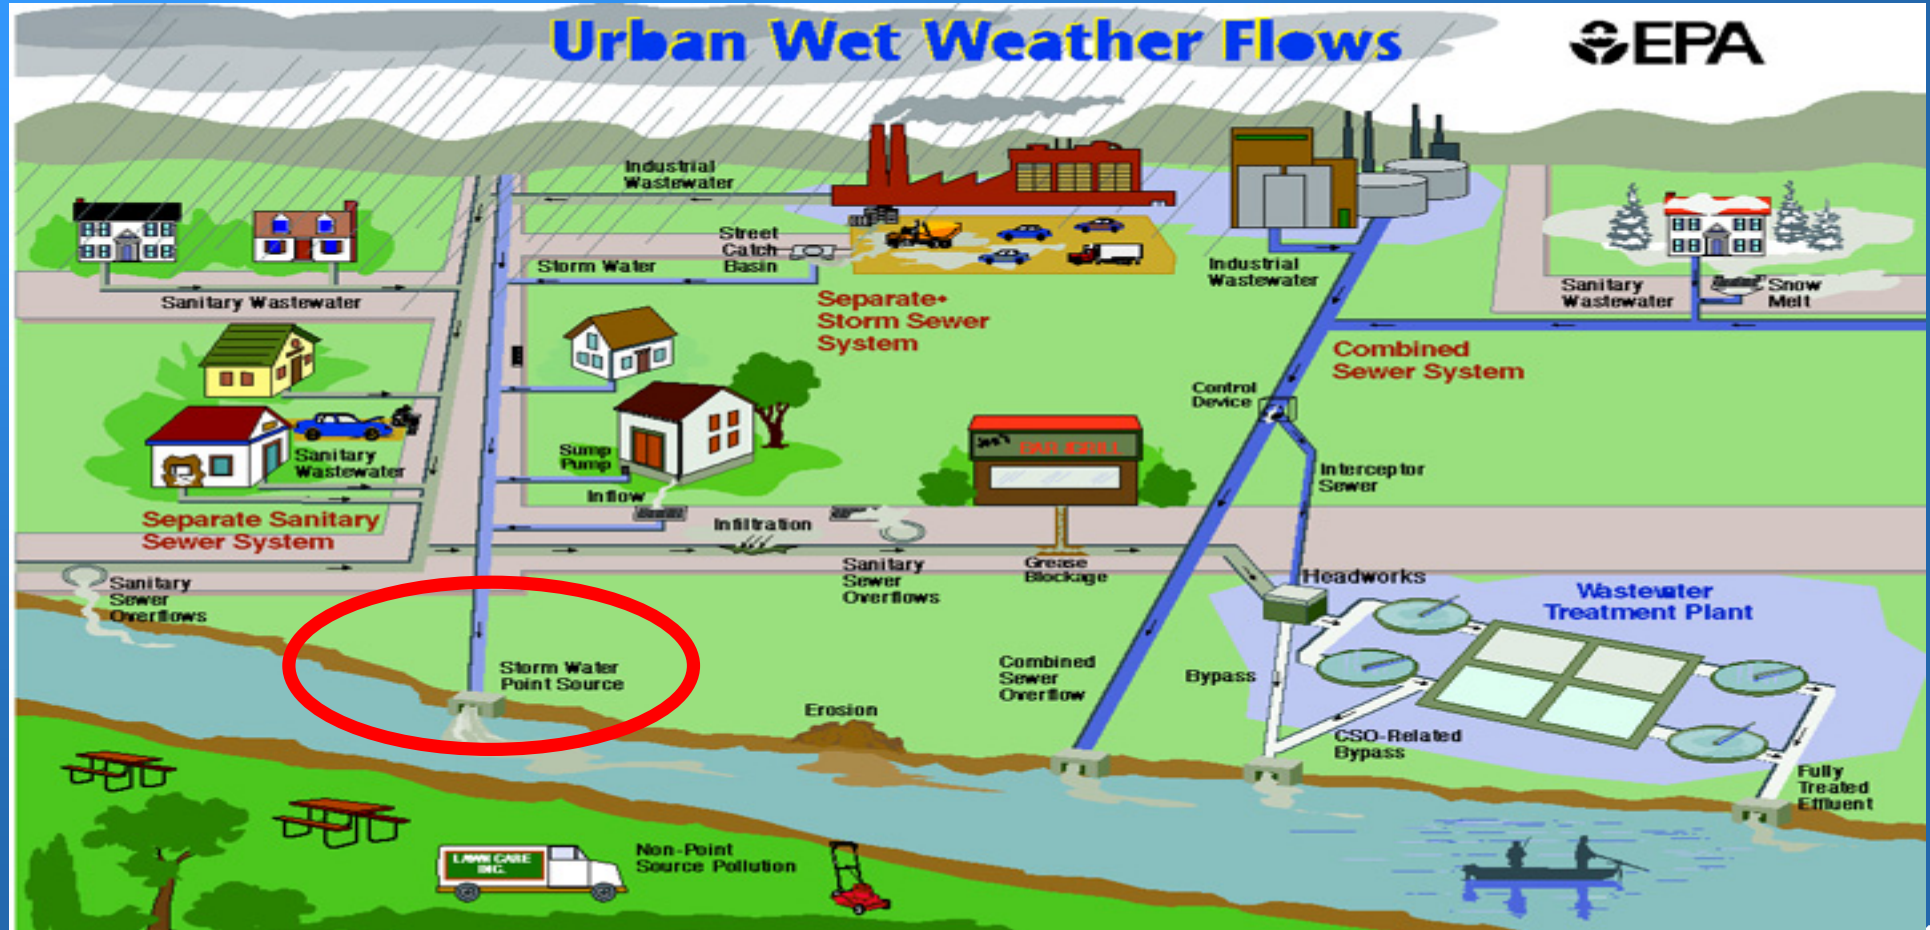 Urban Wet Weather Flows
EPA
Industrial
Wastewater
Street
Catch
Basin
Storm Water
Sanitary Wastewater
Separate•
Storm Sewer
System
Industrial
Wastewater
Sanitary
Wastewater
Snow
Melt
Combined
Sewer System
Control
Device
Sanitary
Wastewater
Sump
Pump
Inflow
BAR
Interceptor
Sewer
Separate Sanitary
Sewer System
Infiltration
Sanitary
Sewer
Overflows
Sanitary
Sewer
Overflows
Grease
Blockage
Headworks
Wastewater
Treatment Plant
Storm Water
Point Source
Combined
Sewer
Overflow
Bypass
Erosion
CSO-Related
Bypass
Fully
Treated
Effluent
LAWN CARE
INC.
Non-Point
Source Pollution